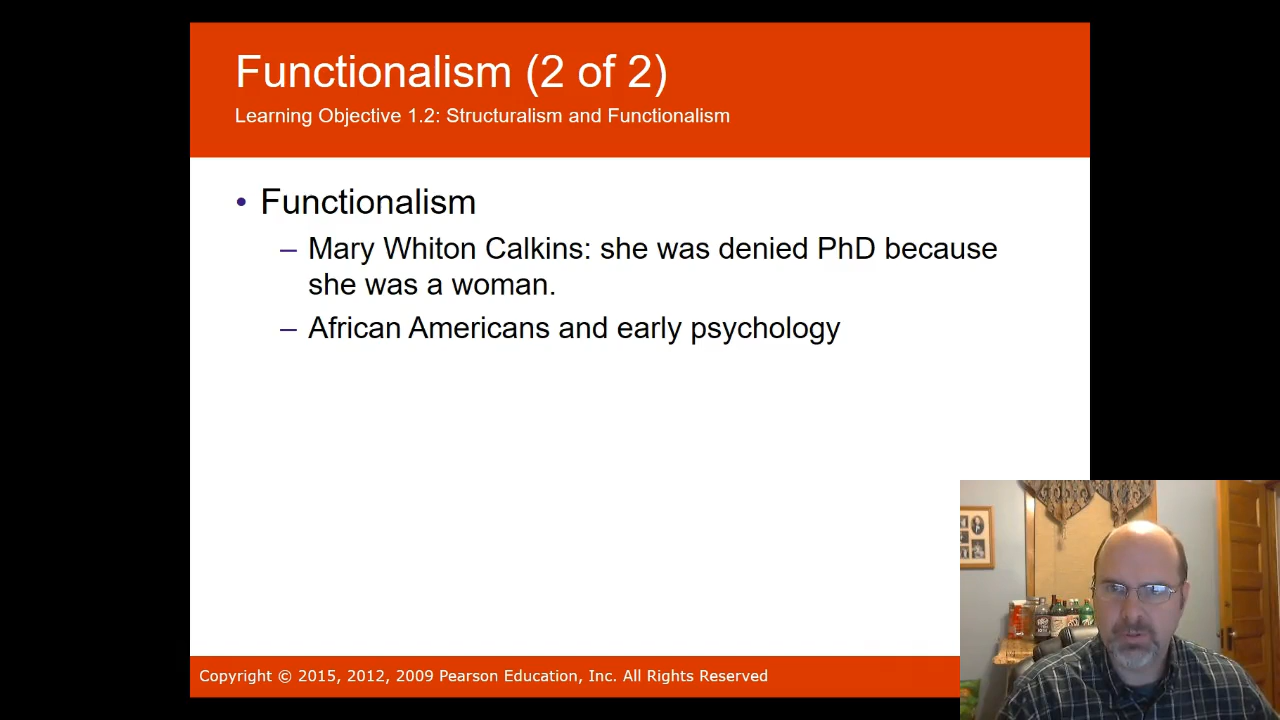 Functionalism (2 of 2)
Learning Objective 1.2: Structuralism and Functionalism
• Functionalism
– Mary Whiton Calkins: she was denied PhD because
she was a woman.
– African Americans and early psychology
Copyright © 2015, 2012, 2009 Pearson Education, Inc. All Rights Reserved